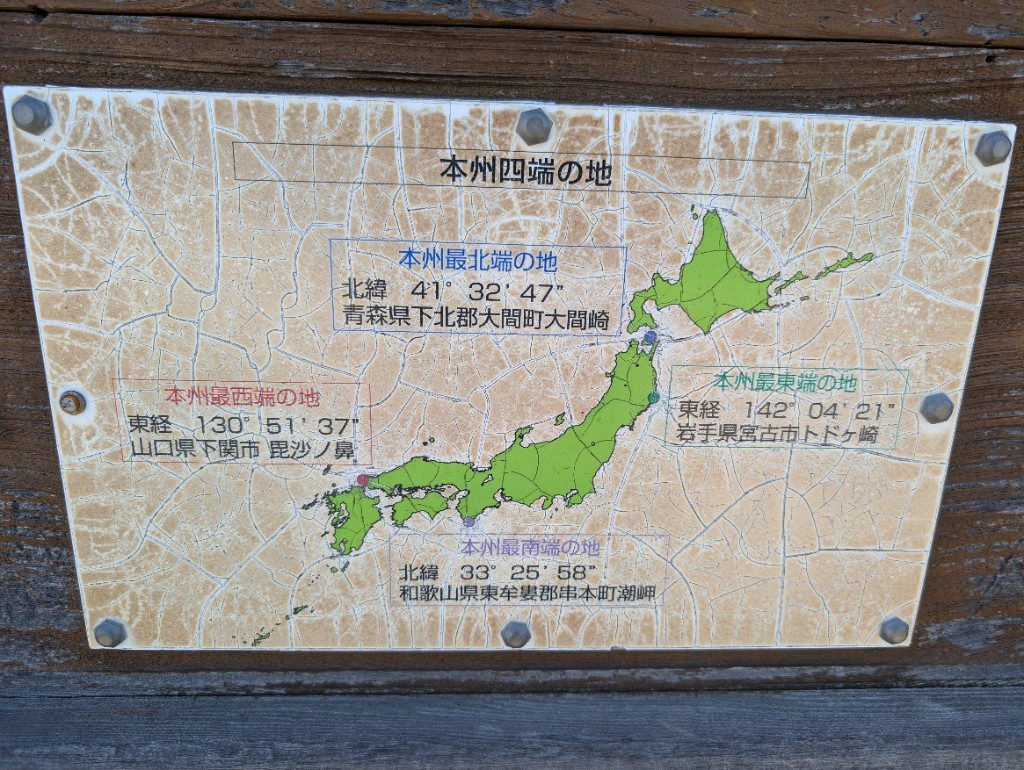 本州四端の地
本州最北端の地
北緯 41° 32' 47"
青森県下北郡大間町大間崎
本州最西端の地
東経 130° 51' 37"
山口県下関市 毘沙ノ鼻
本州最東端の地
東経 142° 04' 21"
岩手県宮古市トドヶ崎
本州最南端の地
北緯 33° 25' 58"
和歌山県東牟婁郡串本町潮岬